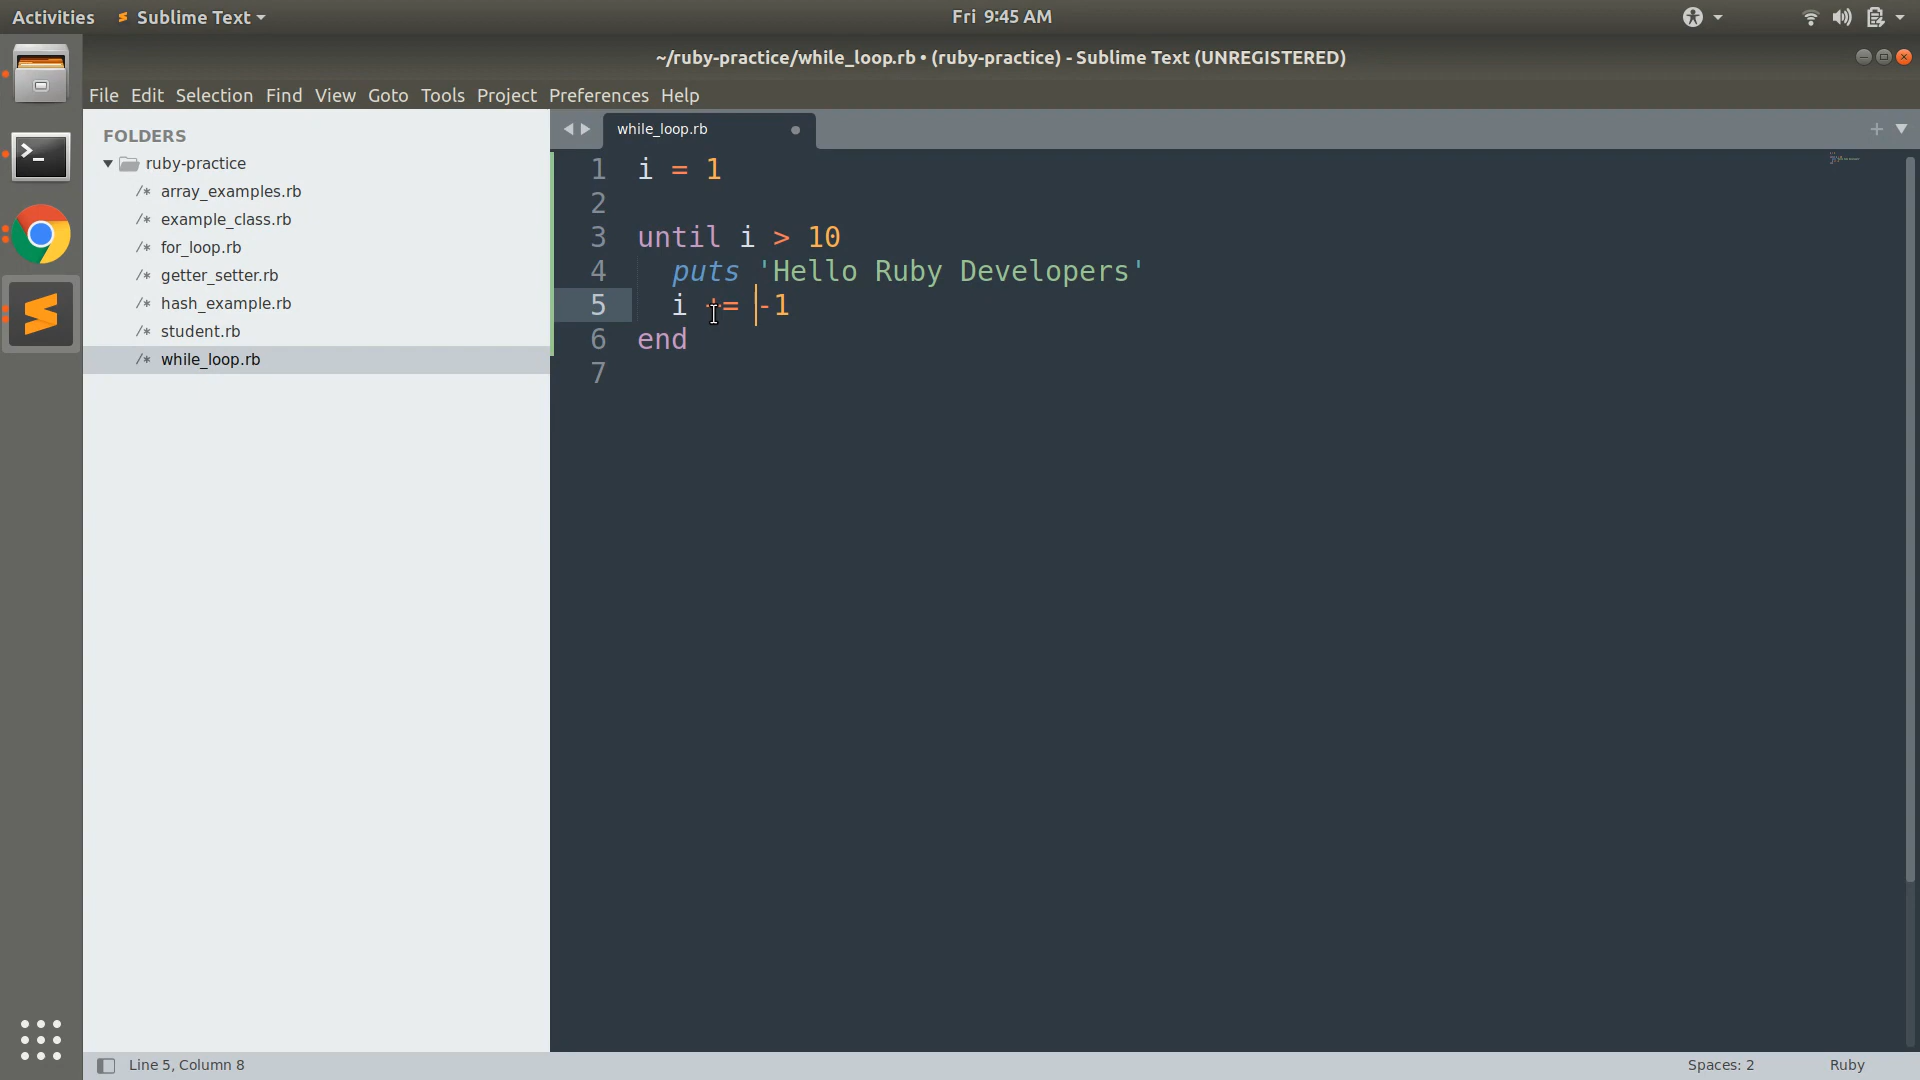 Activities Sublime Text Fri 9:45 AM
~/ruby-practice/while_loop.rb • (ruby-practice) - Sublime Text (UNREGISTERED)
File Edit Selection Find View Goto Tools Project Preferences Help
FOLDERS
ruby-practice
/* array_examples.rb
/* example_class.rb
/* for_loop.rb
/* getter_setter.rb
/* hash_example.rb
/* student.rb
/* while_loop.rb
while_loop.rb
1 i = 1
2
3 until i > 10
4 puts 'Hello Ruby Developers'
5 i += -1
6 end
7
Line 5, Column 8 Spaces: 2 Ruby